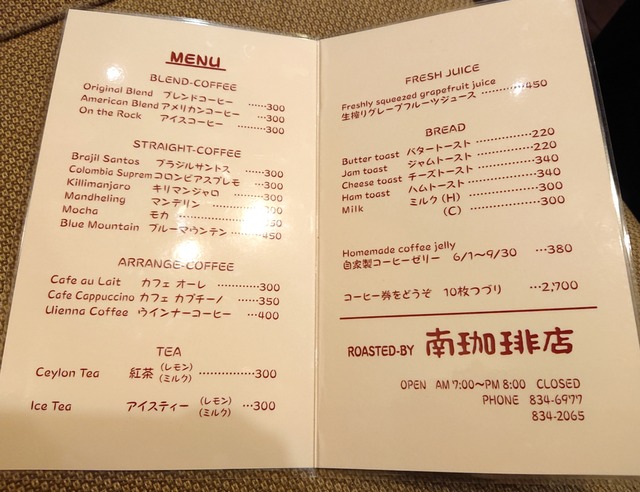 MENU
BLEND-COFFEE
Original Blend ブレンドコーヒー ……300
American Blend アメリカンコーヒー …300
On the Rock アイスコーヒー ………300
STRAIGHT-COFFEE
Brajil Santos ブラジルサントス ……300
Colombia Suprem コロンビアスプレモ …300
Killimanjaro キリマンジャロ ………300
Mandheling マンデリン
Mocha モカ
Blue Mountain ブルーマウンテン 450
ARRANGE-COFFEE
Cafe au Lait カフェ オーレ …………300
Cafe Cappuccino カフェ カプチーノ ……350
Uienna Coffee ウインナーコーヒー …400
TEA
Ceylon Tea 紅茶 (レモン) ……………300
(ミルク)
Ice Tea アイスティー (レモン) …300
(ミルク)
FRESH JUICE
Freshly squeezed grapefruit juice
生搾りグレープフルーツジュース …………450
BREAD
Butter toast バタートースト …………220
Jam toast ジャムトースト ……………220
Cheese toast チーズトースト …………340
Ham toast ハムトースト ……………340
Milk ミルク (H) ……………300
(C) ……………300
Homemade coffee jelly
自家製コーヒーゼリー 6/1~9/30 …380
コーヒー券をどうぞ 10枚つづり …2,700
ROASTED-BY 南珈琲店
OPEN AM 7:00~PM 8:00 CLOSED
PHONE 834-6977
834-2065